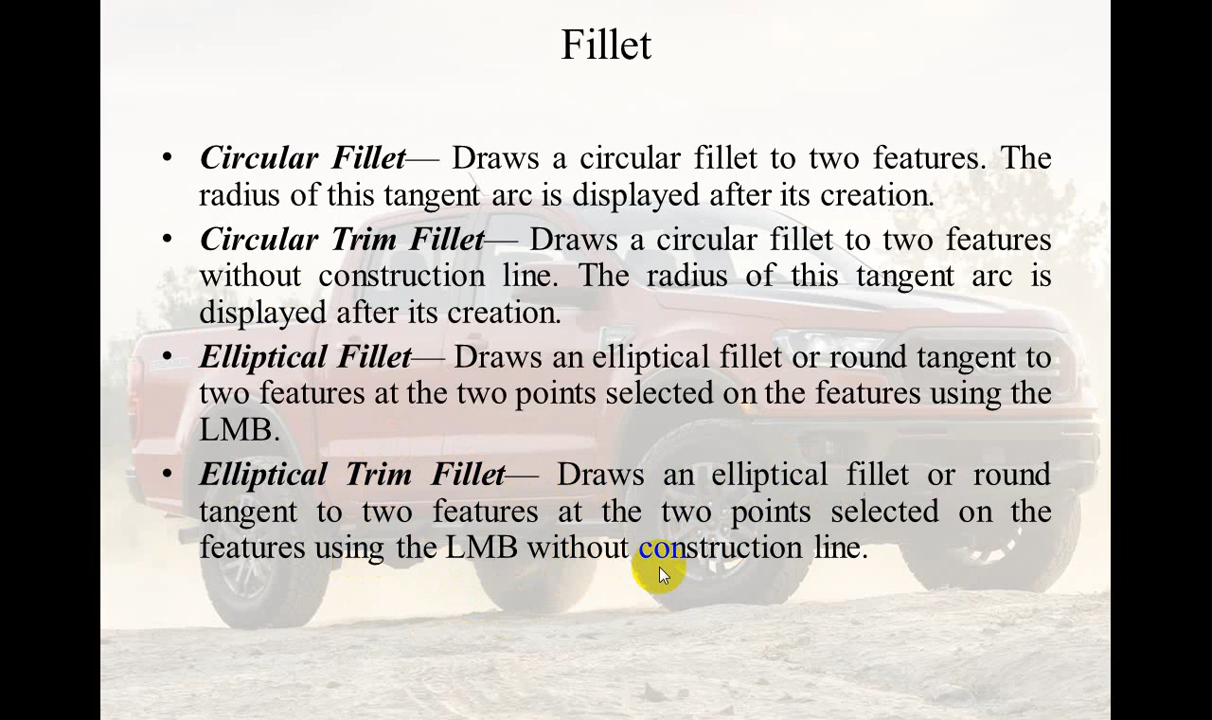 Fillet
• Circular Fillet— Draws a circular fillet to two features. The
radius of this tangent arc is displayed after its creation.
• Circular Trim Fillet— Draws a circular fillet to two features
without construction line. The radius of this tangent arc is
displayed after its creation.
• Elliptical Fillet— Draws an elliptical fillet or round tangent to
two features at the two points selected on the features using the
LMB.
• Elliptical Trim Fillet— Draws an elliptical fillet or round
tangent to two features at the two points selected on the
features using the LMB without construction line.